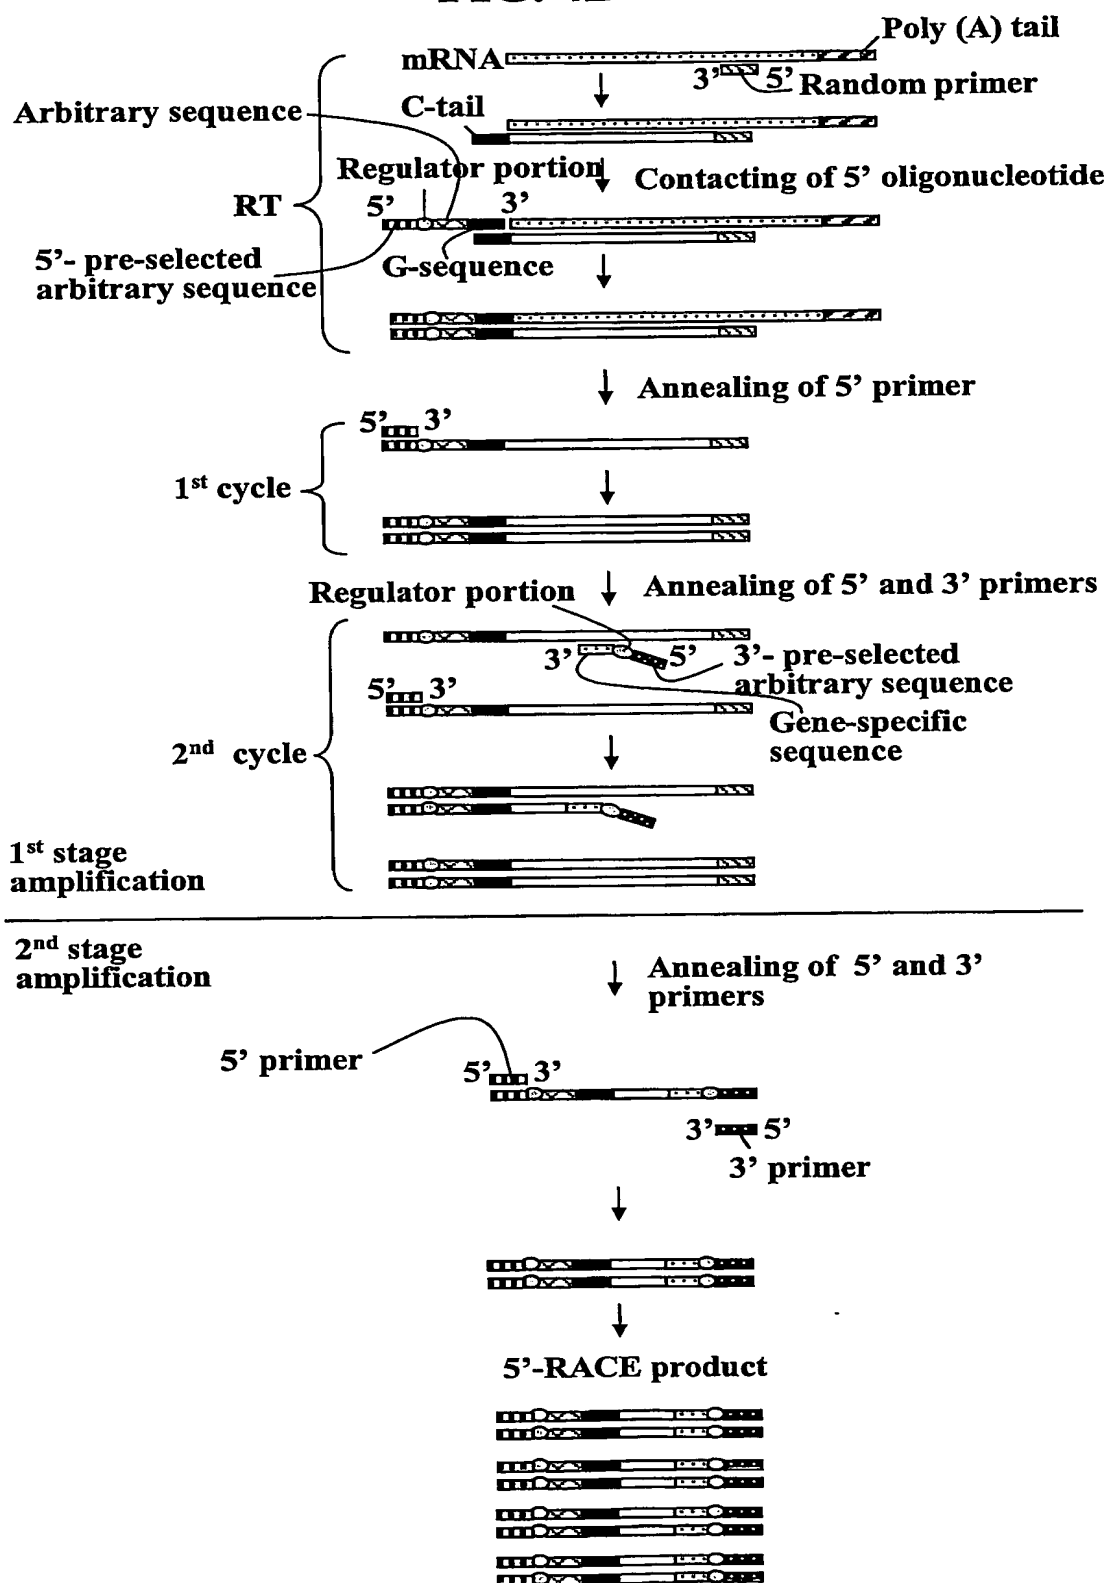 Poly (A) tail
mRNA
3’ 5’
Random primer
Arbitrary sequence
C-tail
Regulator portion
Contacting of 5’ oligonucleotide
RT
5’ 3’
5’- pre-selected
arbitrary sequence
G-sequence
Annealing of 5’ primer
5’ 3’
1st cycle
Regulator portion
Annealing of 5’ and 3’ primers
3’ 5’
3’- pre-selected
arbitrary sequence
5’ 3’
Gene-specific
sequence
2nd cycle
1st stage
amplification
2nd stage
amplification
Annealing of 5’ and 3’
primers
5’ primer
5’ 3’
3’ 5’
3’ primer
5’-RACE product